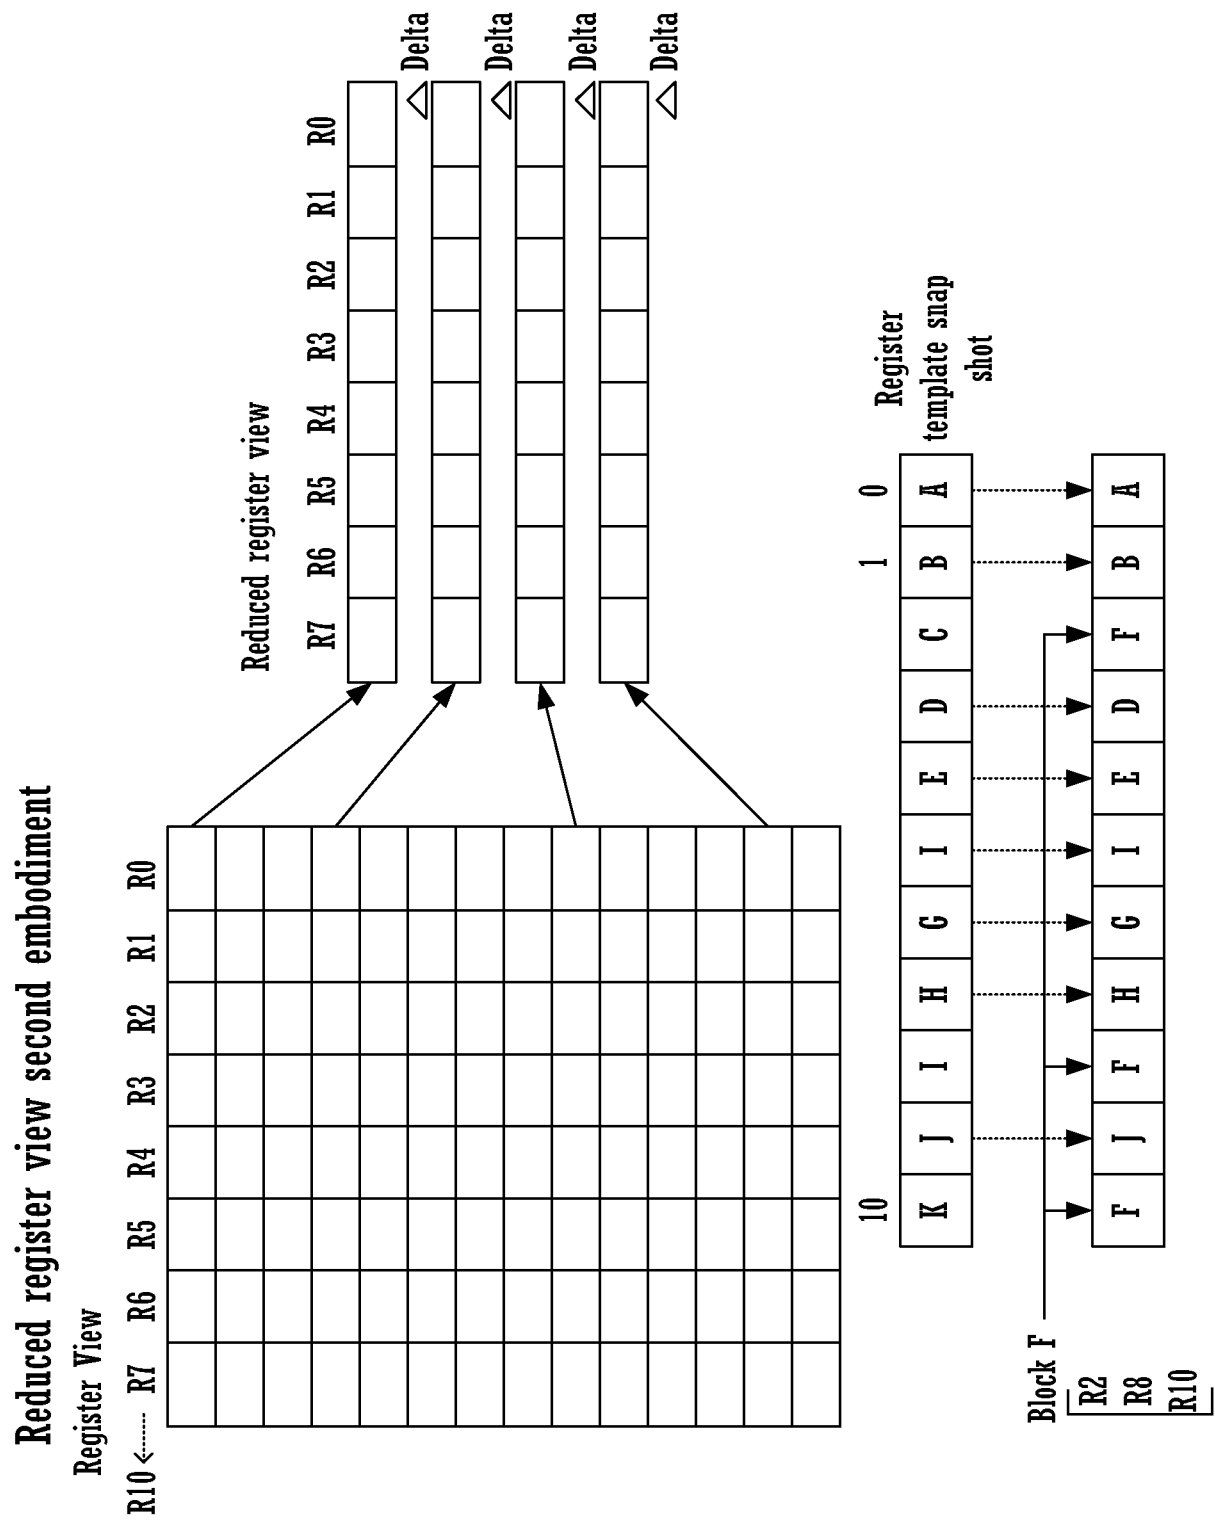 Reduced register view second embodiment
Register View
R10 R7 R6 R5 R4 R3 R2 R1 R0
Reduced register view
R7 R6 R5 R4 R3 R2 R1 R0
Delta
Delta
Delta
Delta
10 1 0
K J I H G I E D C B A
Register
template snap
shot
Block F
R2
R8
R10
F J F H G I E D F B A